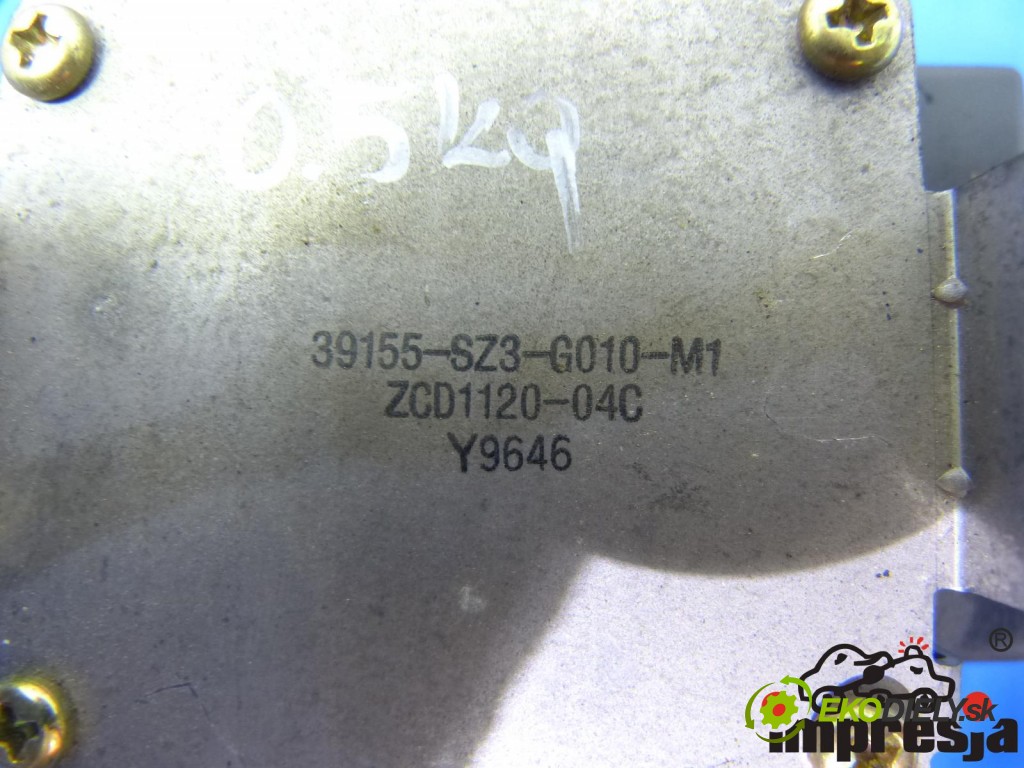 0.5kg
39155-SZ3-G010-M1
ZCD1120-04C
Y9646
®
EKODIELY.sk
impresja